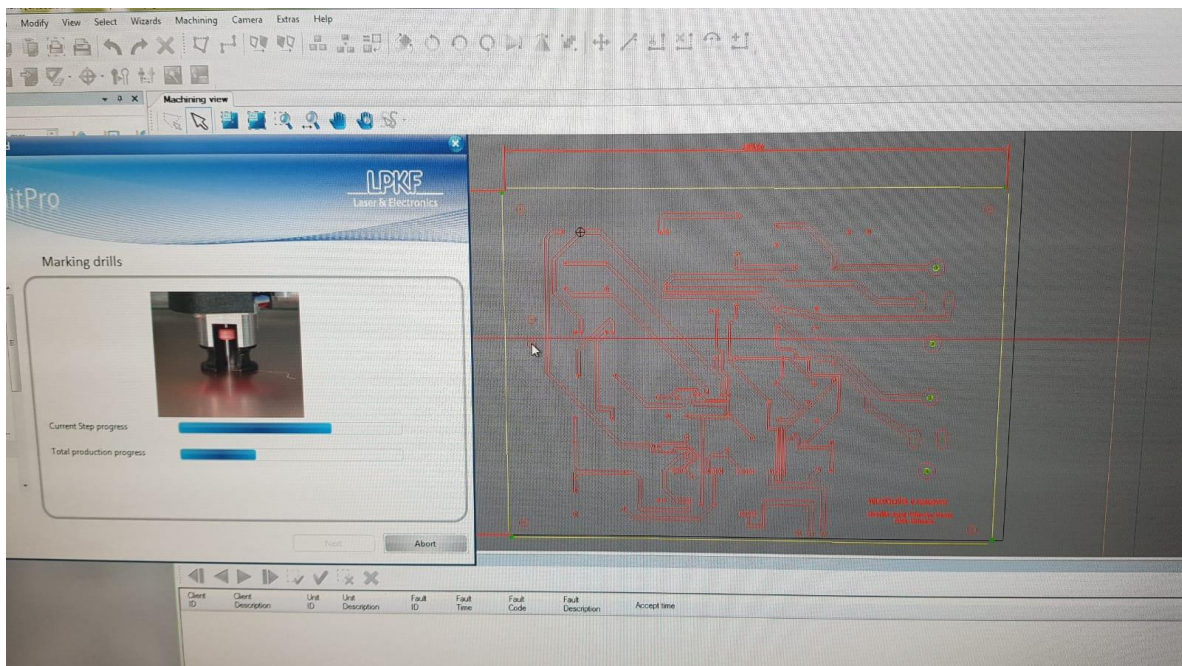 Modify View Select Wizards Machining Camera Extras Help
Machining view
itPro
LPKF
Laser & Electronics
Marking drills
Current Step progress
Total production progress
Next Abort
Client ID Client Description Unit ID Unit Description Fault ID Fault Time Fault Code Fault Description Accept time